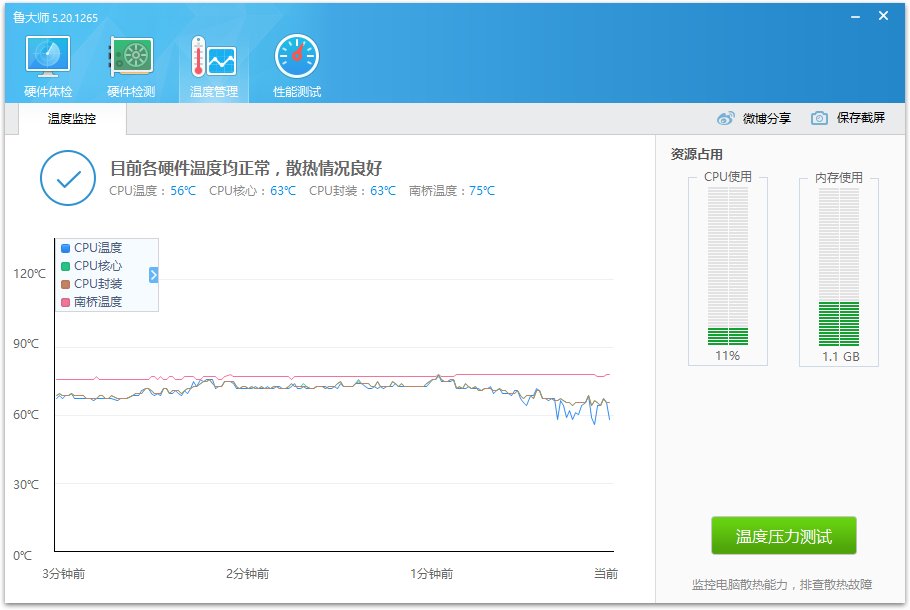 鲁大师 5.20.1265
硬件体检 硬件检测 温度管理 性能测试
温度监控 微博分享 保存截屏
目前各硬件温度均正常，散热情况良好
CPU温度：56℃ CPU核心：63℃ CPU封装：63℃ 南桥温度：75℃
CPU温度
CPU核心
CPU封装
南桥温度
120℃
90℃
60℃
30℃
0℃
3分钟前 2分钟前 1分钟前 当前
资源占用
CPU使用 内存使用
11% 1.1 GB
温度压力测试
监控电脑散热能力，排查散热故障